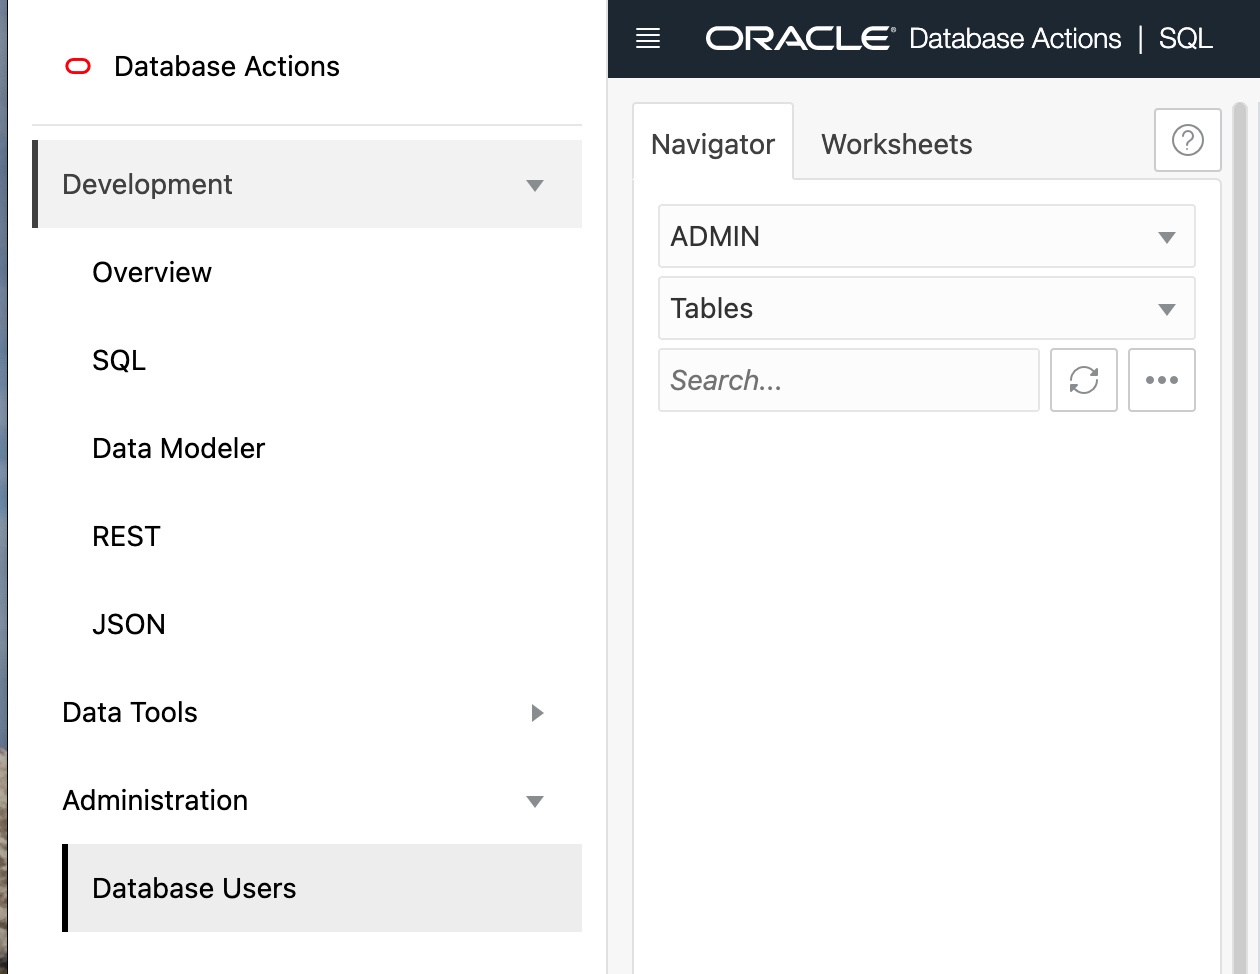 Database Actions
Development
Overview
SQL
Data Modeler
REST
JSON
Data Tools
Administration
Database Users
ORACLE® Database Actions | SQL
Navigator
Worksheets
?
ADMIN
Tables
Search...